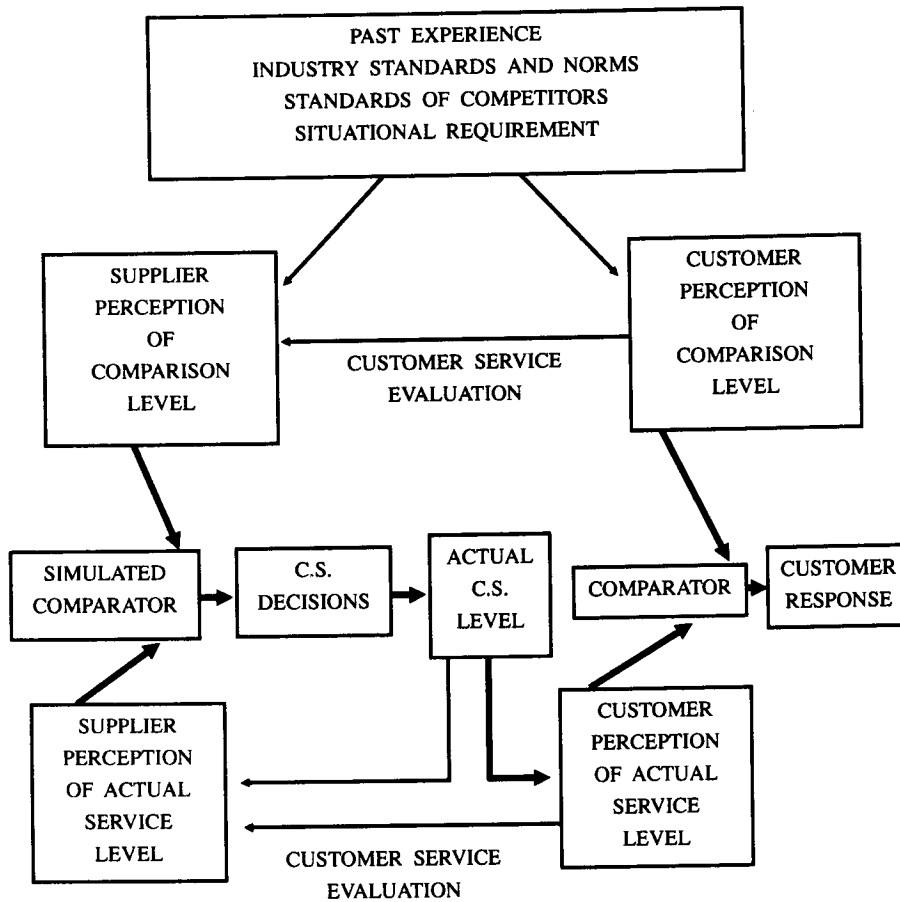 PAST EXPERIENCE
INDUSTRY STANDARDS AND NORMS
STANDARDS OF COMPETITORS
SITUATIONAL REQUIREMENT
SUPPLIER
PERCEPTION
OF
COMPARISON
LEVEL
CUSTOMER
PERCEPTION
OF
COMPARISON
LEVEL
CUSTOMER SERVICE
EVALUATION
SIMULATED
COMPARATOR
C.S.
DECISIONS
ACTUAL
C.S.
LEVEL
COMPARATOR
CUSTOMER
RESPONSE
SUPPLIER
PERCEPTION
OF ACTUAL
SERVICE
LEVEL
CUSTOMER
PERCEPTION
OF ACTUAL
SERVICE
LEVEL
CUSTOMER SERVICE
EVALUATION